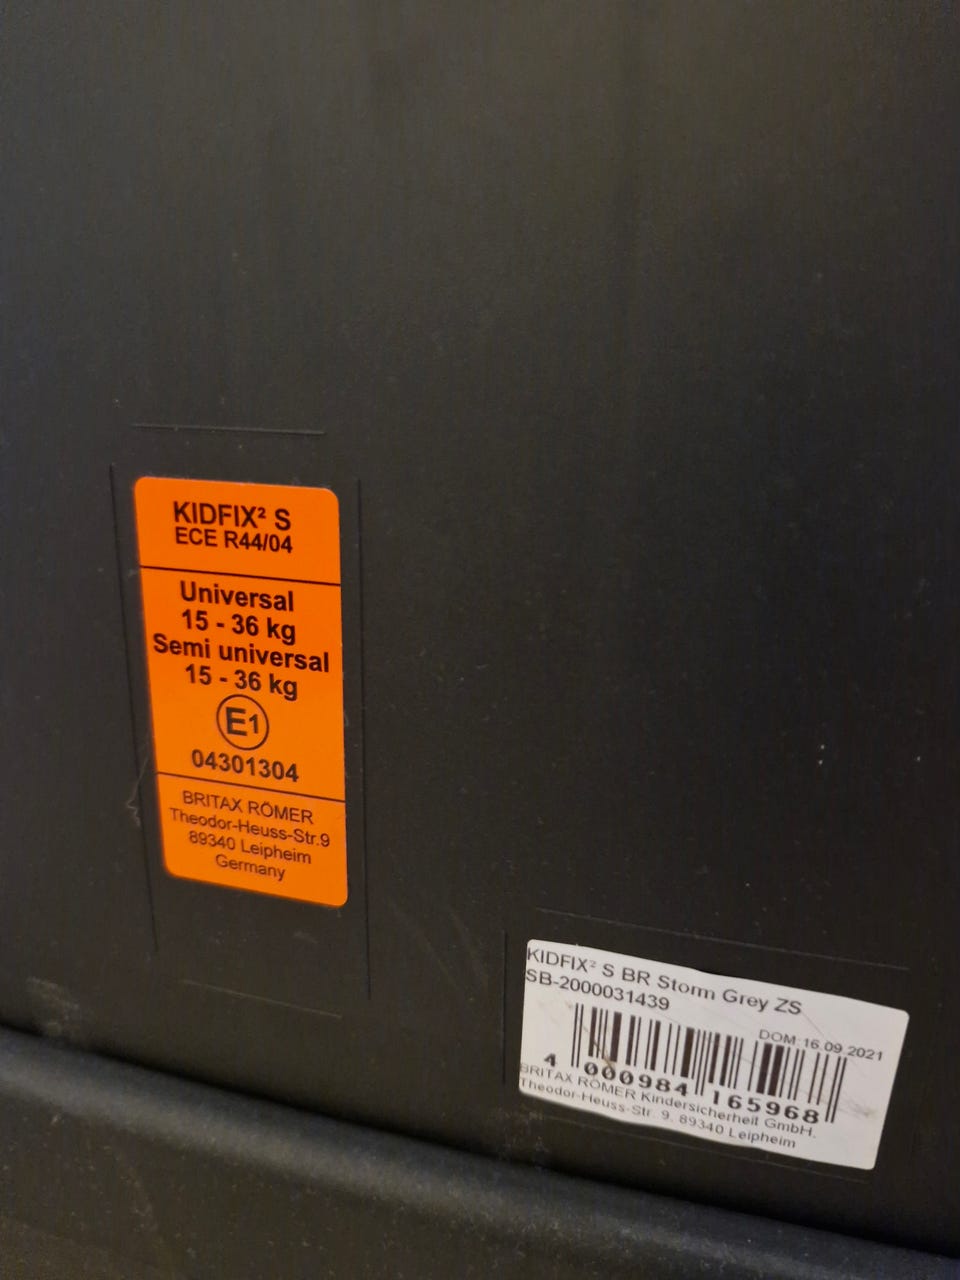 KIDFIX² S
ECE R44/04
Universal
15 - 36 kg
Semi universal
15 - 36 kg
E1
04301304
BRITAX RÖMER
Theodor-Heuss-Str.9
89340 Leipheim
Germany
KIDFIX² S BR Storm Grey ZS
SB-2000031439
DOM:16.09.2021
4 000984 165968
BRITAX RÖMER Kindersicherheit GmbH.
Theodor-Heuss-Str. 9. 89340 Leipheim